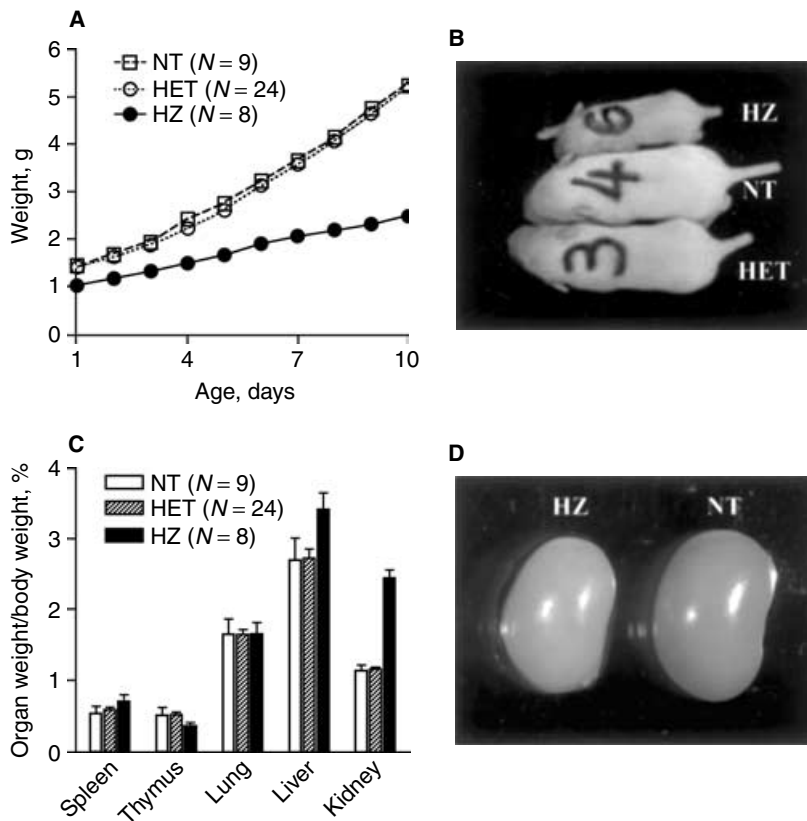 A
6
5
4
3
2
1
0
Weight, g
NT (N = 9)
HET (N = 24)
HZ (N = 8)
1 4 7 10
Age, days
B
6
4
3
HZ
NT
HET
C
4
3
2
1
0
Organ weight/body weight, %
NT (N = 9)
HET (N = 24)
HZ (N = 8)
Spleen
Thymus
Lung
Liver
Kidney
D
HZ NT